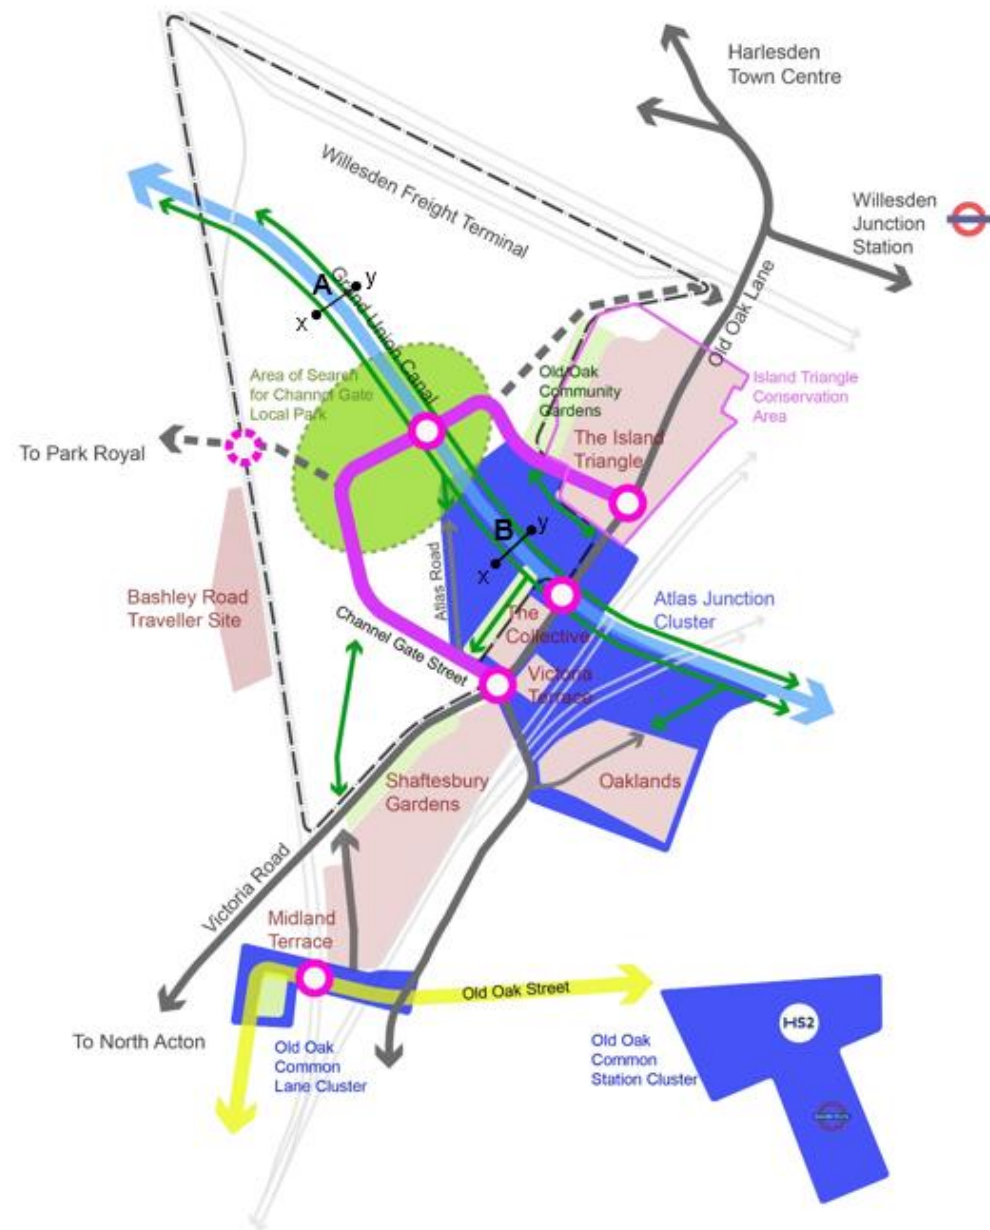 Harlesden
Town Centre
Willesden Freight Terminal
Willesden
Junction
Station
A
y
x
Grand Union Canal
Old Oak Lane
Area of Search
for Channel Gate
Local Park
Old Oak
Community
Gardens
Island Triangle
Conservation
Area
The Island
Triangle
To Park Royal
B
y
x
Atlas Road
Bashley Road
Traveller Site
Channel Gate Street
The
Collective
Atlas Junction
Cluster
Victoria
Terrace
Shaftesbury
Gardens
Oaklands
Victoria Road
Midland
Terrace
Old Oak Street
To North Acton
Old Oak
Common
Lane Cluster
Old Oak
Common
Station Cluster
HS2